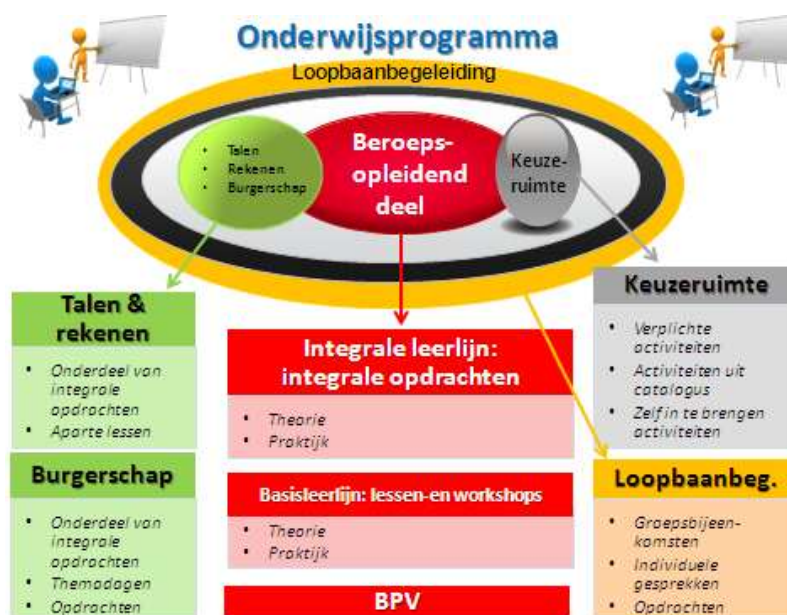 Onderwijsprogramma
Loopbaanbegeleiding
• Talen
• Rekenen
• Burgerschap
Beroeps-
opleidend
deel
Keuze-
ruimte
Talen &
rekenen
• Onderdeel van
integrale
opdrachten
• Aparte lessen
Burgerschap
• Onderdeel van
integrale
opdrachten
• Themadagen
• Opdrachten
Integrale leerlijn:
integrale opdrachten
• Theorie
• Praktijk
Basisleerlijn: lessen-en workshops
• Theorie
• Praktijk
BPV
Keuzeruimte
• Verplichte
activiteiten
• Activiteiten uit
catalogus
• Zelf in te brengen
activiteiten
Loopbaanbeg.
• Groepsbijeen-
komsten
• Individuele
gesprekken
• Opdrachten